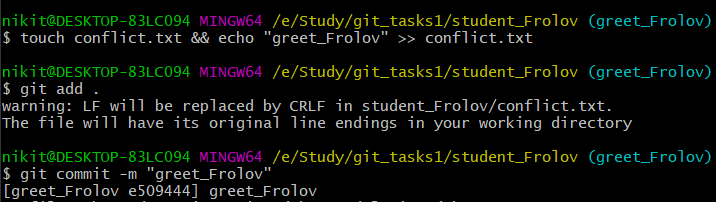 nikit@DESKTOP-83LC094 MINGW64 /e/Study/git_tasks1/student_Frolov (greet_Frolov)
$ touch conflict.txt && echo "greet_Frolov" >> conflict.txt
nikit@DESKTOP-83LC094 MINGW64 /e/Study/git_tasks1/student_Frolov (greet_Frolov)
$ git add .
warning: LF will be replaced by CRLF in student_Frolov/conflict.txt.
The file will have its original line endings in your working directory
nikit@DESKTOP-83LC094 MINGW64 /e/Study/git_tasks1/student_Frolov (greet_Frolov)
$ git commit -m "greet_Frolov"
[greet_Frolov e509444] greet_Frolov